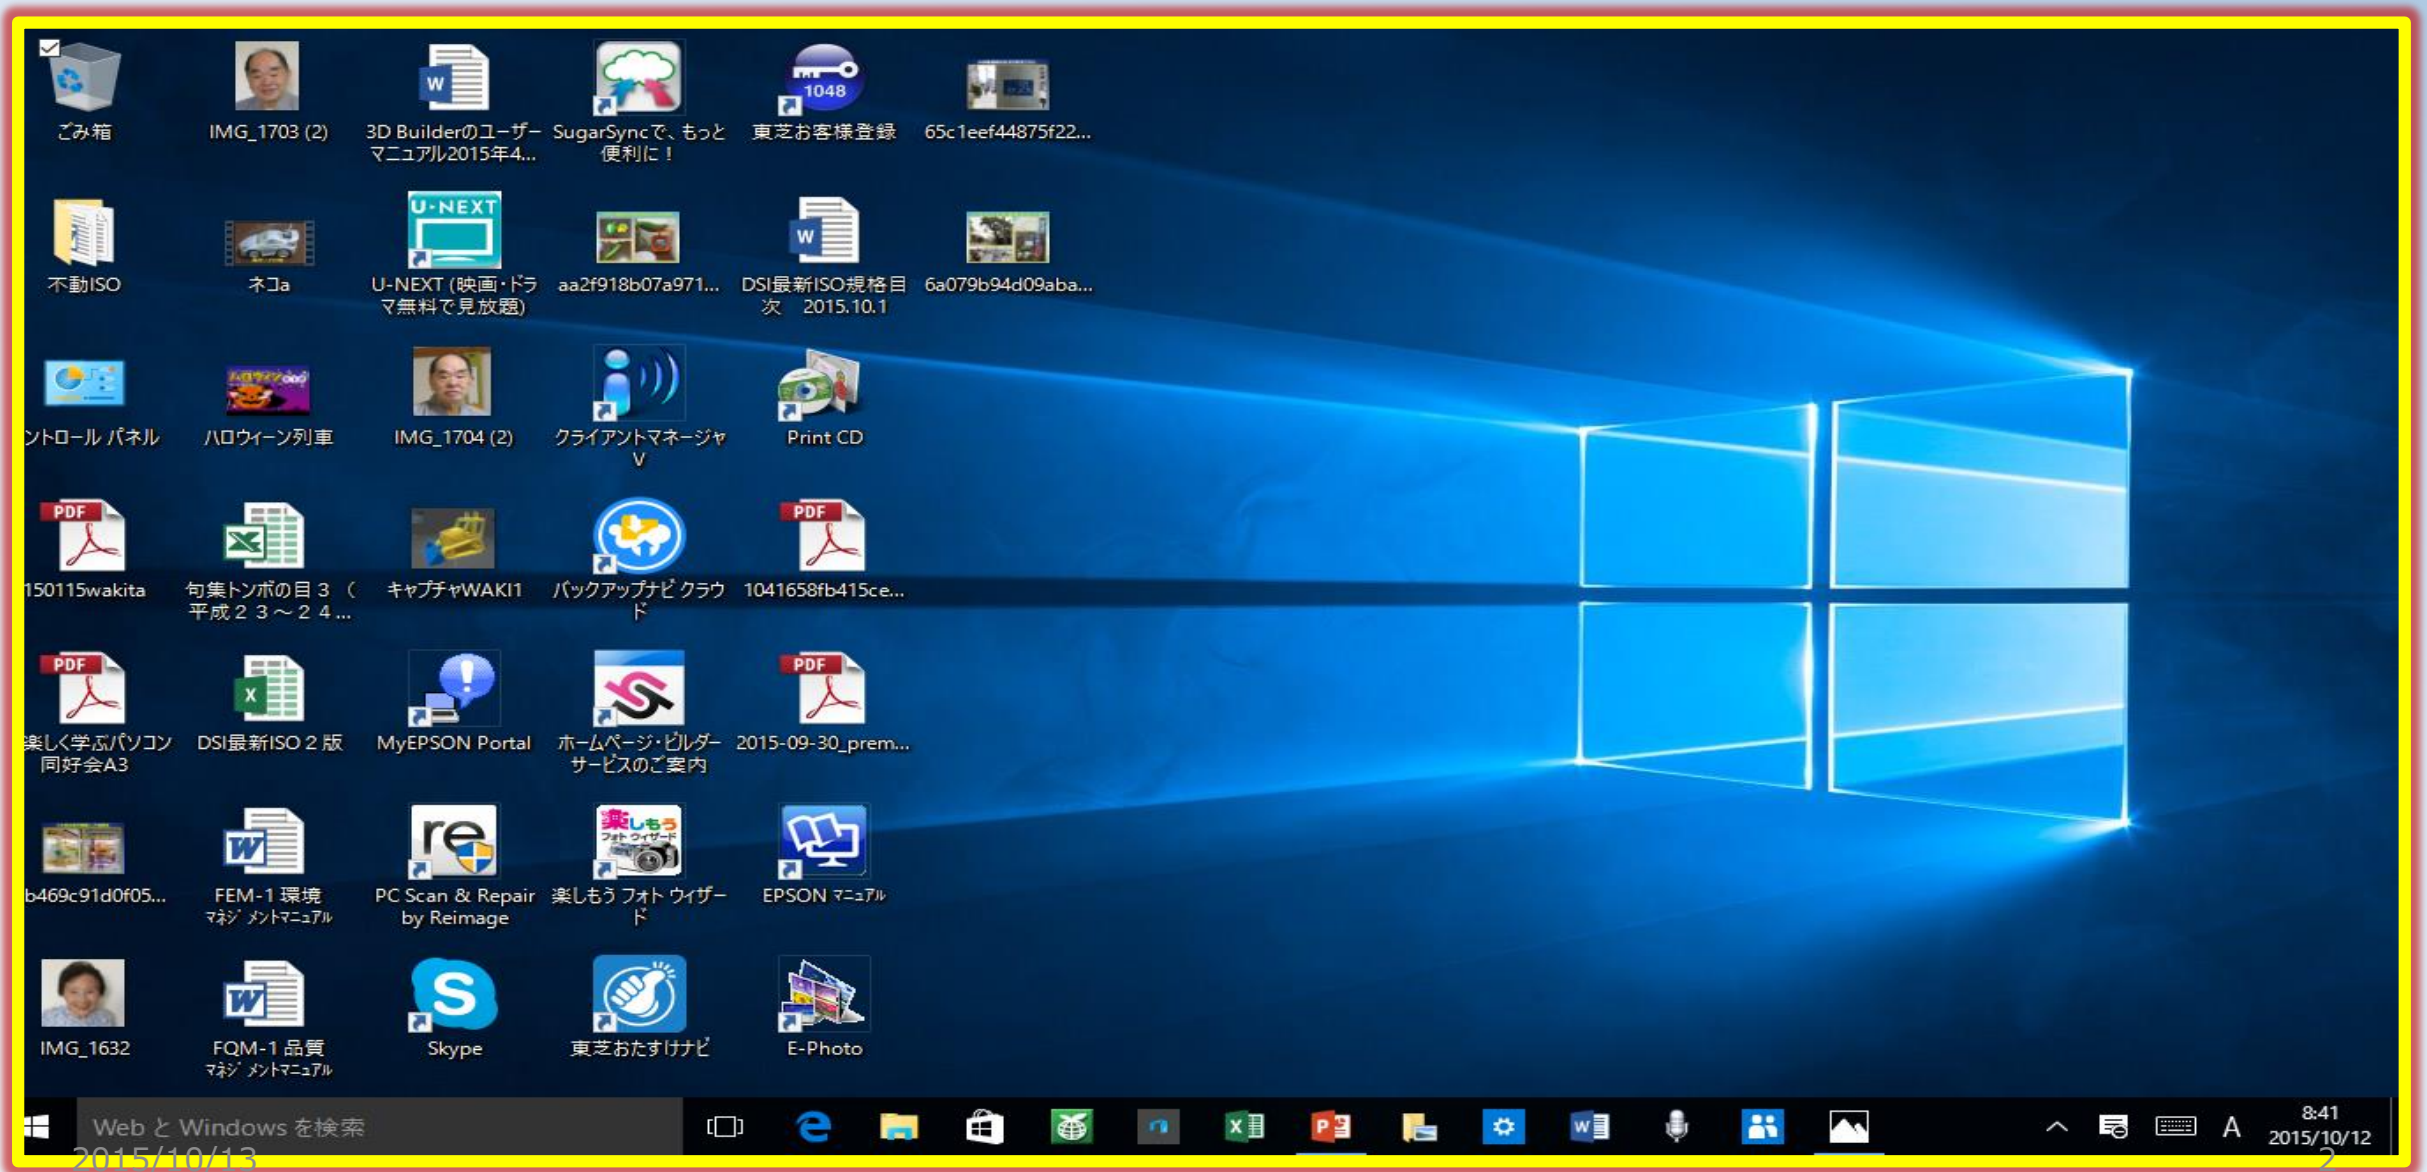 ごみ箱
IMG_1703 (2)
3D Builderのユーザー
マニュアル2015年4...
SugarSyncで、もっと
便利に！
1048
東芝お客様登録
65c1eef44875f22...
不動ISO
ネコa
U-NEXT
U-NEXT (映画・ドラ
マ無料で見放題)
aa2f918b07a971...
DSI最新ISO規格目
次　2015.10.1
6a079b94d09aba...
ントロール パネル
ハロウィーン列車
IMG_1704 (2)
クライアントマネージャ
V
Print CD
PDF
150115wakita
句集トンボの目３（
平成２３～２４...
キャプチャWAKI1
バックアップナビ クラウ
ド
PDF
1041658fb415ce...
PDF
楽しく学ぶパソコン
同好会A3
DSI最新ISO２版
MyEPSON Portal
ホームページ・ビルダー
サービスのご案内
PDF
2015-09-30_prem...
b469c91d0f05...
FEM-1 環境
ﾏﾈｼﾞﾒﾝﾄﾏﾆｭｱﾙ
re
PC Scan & Repair
by Reimage
楽しもう
フォト ウィザード
楽しもう フォト ウィザー
ド
EPSON ﾏﾆｭｱﾙ
IMG_1632
FQM-1 品質
ﾏﾈｼﾞﾒﾝﾄﾏﾆｭｱﾙ
Skype
東芝おたすけナビ
E-Photo
Web と Windows を検索
A
8:41
2015/10/12
2015/10/13
2